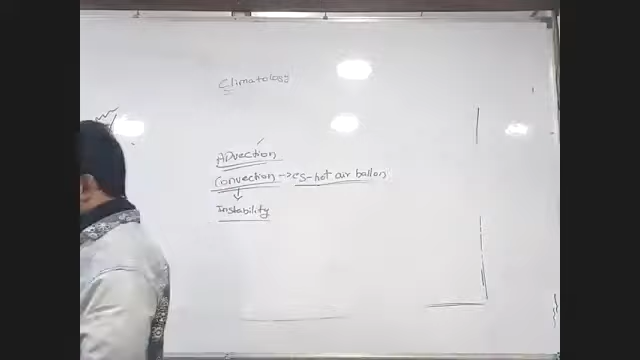 Climatology
ADvection
Convection → es-hot air ballon
↓
Instability